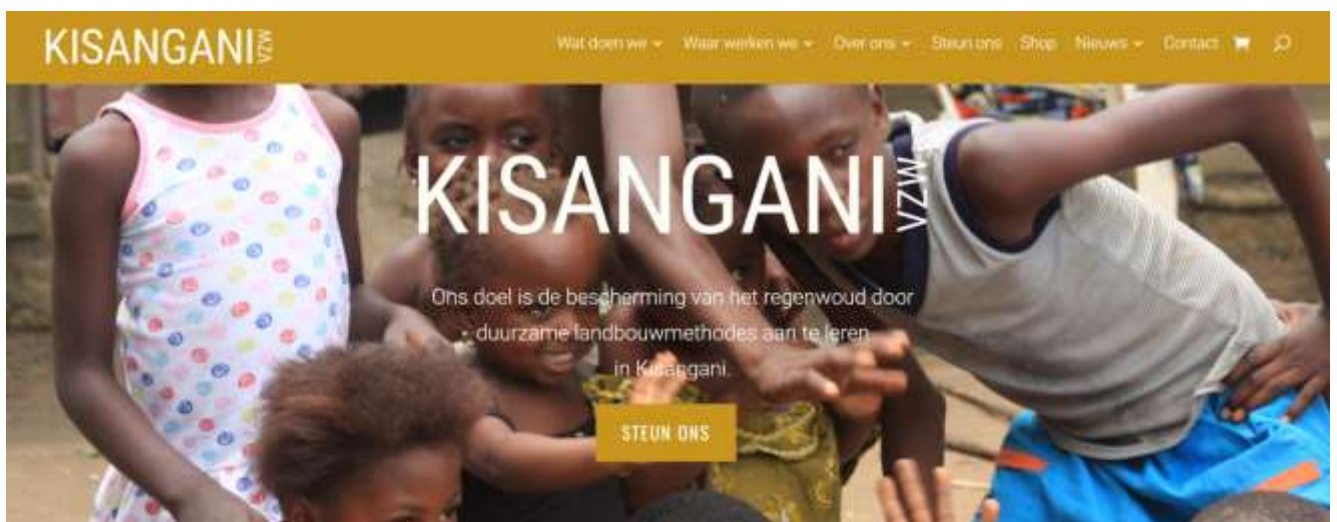 KISANGANI VZW
Wat doen we Waar werken we Over ons Steun ons Shop Nieuws Contact
KISANGANI VZW
Ons doel is de bescherming van het regenwoud door
duurzame landbouwmethodes aan te leren
in Kisangani.
STEUN ONS